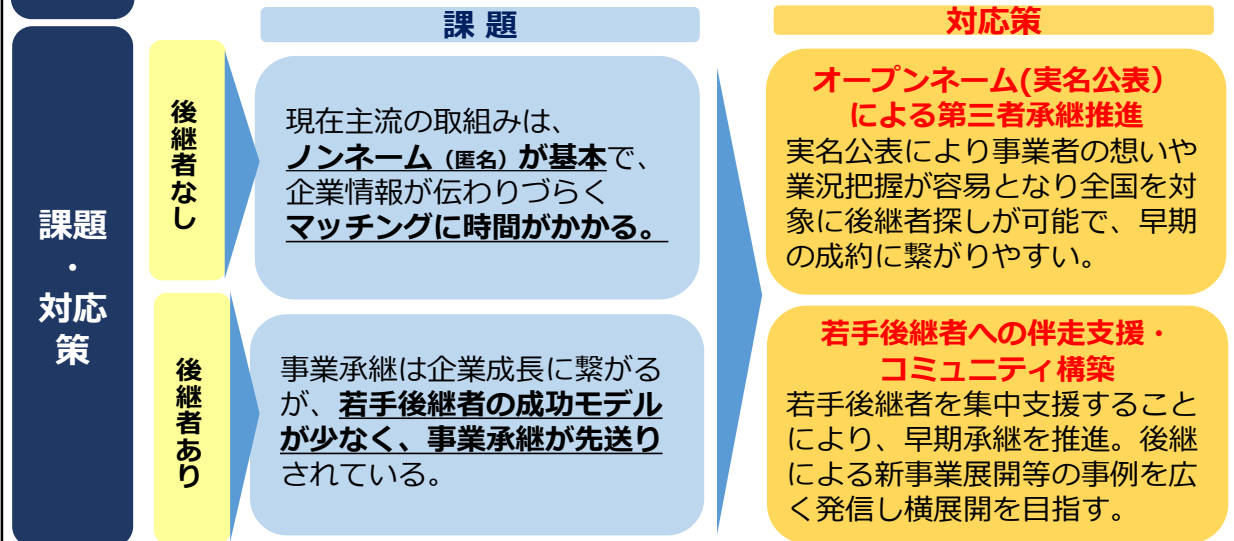 課題
対応策
課題
・
対応
策
後継者なし
現在主流の取組みは、
ノンネーム（匿名）が基本で、
企業情報が伝わりづらく
マッチングに時間がかかる。
オープンネーム(実名公表）
による第三者承継推進
実名公表により事業者の想いや
業況把握が容易となり全国を対
象に後継者探しが可能で、早期
の成約に繋がりやすい。
後継者あり
事業承継は企業成長に繋がる
が、若手後継者の成功モデル
が少なく、事業承継が先送り
されている。
若手後継者への伴走支援・
コミュニティ構築
若手後継者を集中支援すること
により、早期承継を推進。後継
による新事業展開等の事例を広
く発信し横展開を目指す。